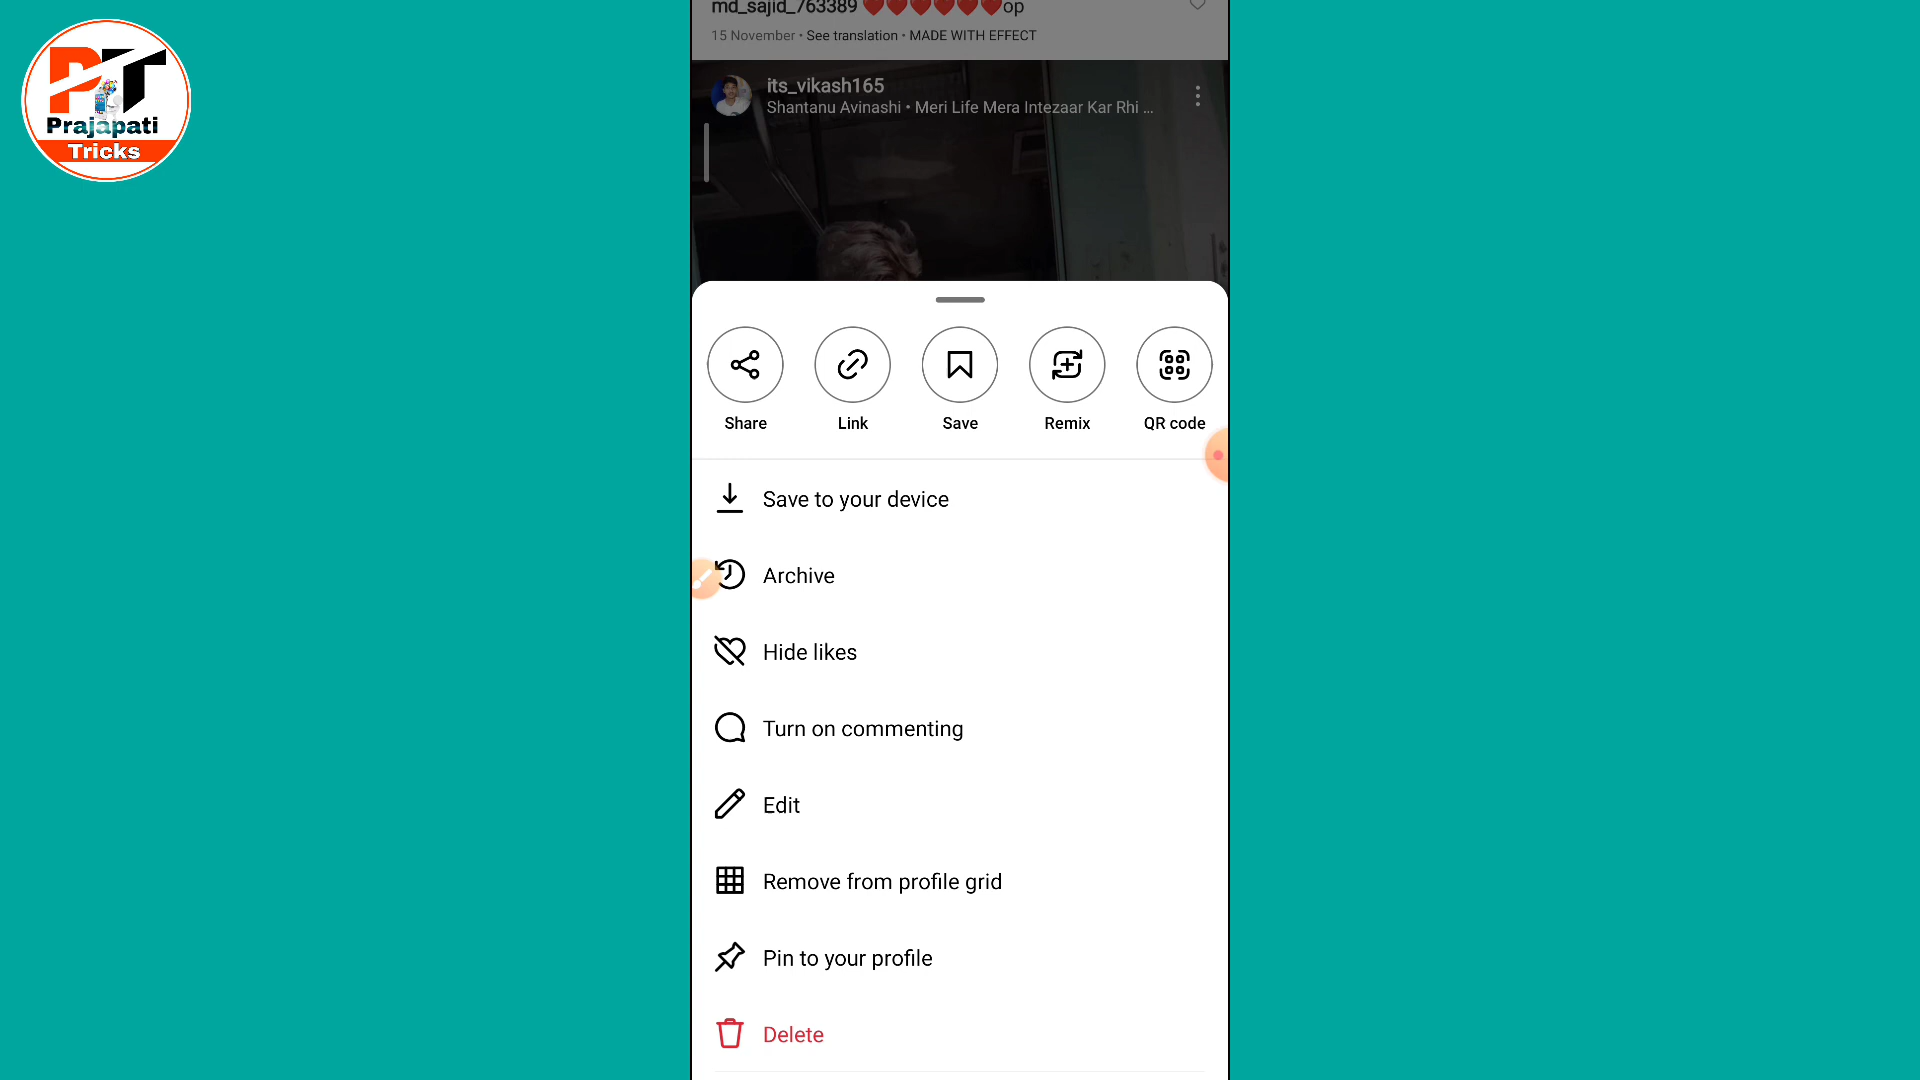 PT
Prajapati
Tricks
md_sajid_763389 ❤️❤️❤️❤️❤️❤️op
15 November • See translation • MADE WITH EFFECT
its_vikash165
Shantanu Avinashi • Meri Life Mera Intezaar Kar Rhi ...
Share Link Save Remix QR code
Save to your device
Archive
Hide likes
Turn on commenting
Edit
Remove from profile grid
Pin to your profile
Delete